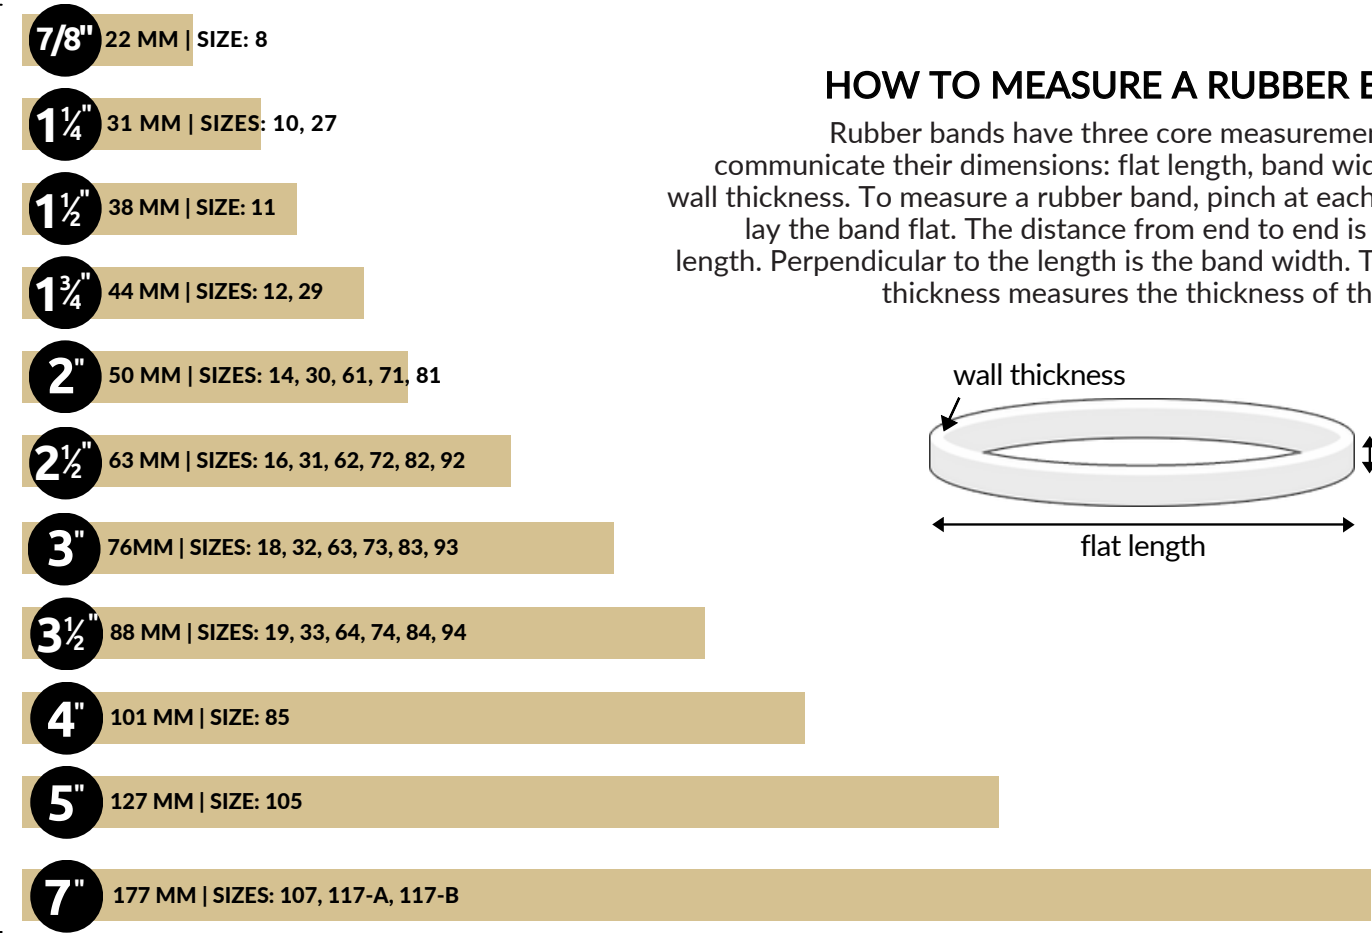 7/8" 22 MM | SIZE: 8
1¼" 31 MM | SIZES: 10, 27
1½" 38 MM | SIZE: 11
1¾" 44 MM | SIZES: 12, 29
2" 50 MM | SIZES: 14, 30, 61, 71, 81
2½" 63 MM | SIZES: 16, 31, 62, 72, 82, 92
3" 76MM | SIZES: 18, 32, 63, 73, 83, 93
3½" 88 MM | SIZES: 19, 33, 64, 74, 84, 94
4" 101 MM | SIZE: 85
5" 127 MM | SIZE: 105
7" 177 MM | SIZES: 107, 117-A, 117-B
HOW TO MEASURE A RUBBER
Rubber bands have three core
communicate their dimensions: flat length, band
wall thickness. To measure a rubber band, pinch at each
lay the band flat. The distance from end to end is
length. Perpendicular to the length is the band width.
thickness measures the thickness of
wall thickness
flat length